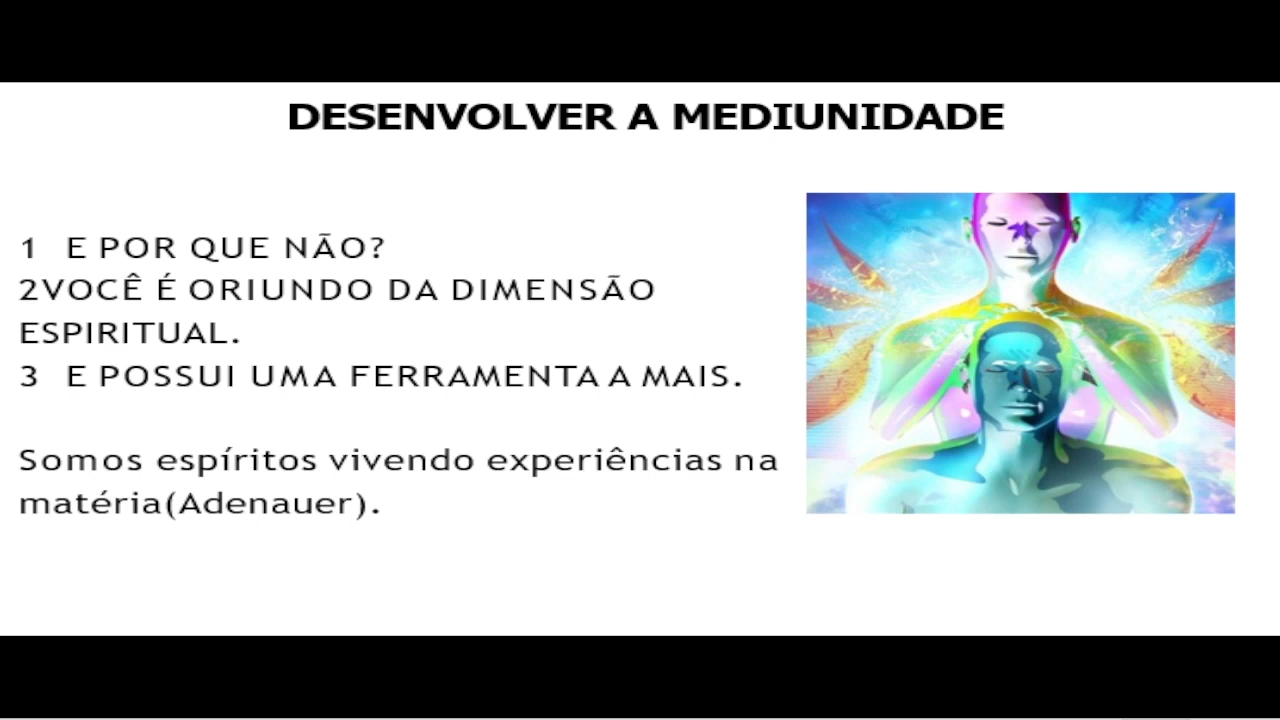 DESENVOLVER A MEDIUNIDADE
1 E POR QUE NÃO?
2VOCÊ É ORIUNDO DA DIMENSÃO
ESPIRITUAL.
3 E POSSUI UMA FERRAMENTA A MAIS.
Somos espíritos vivendo experiências na
matéria(Adenauer).